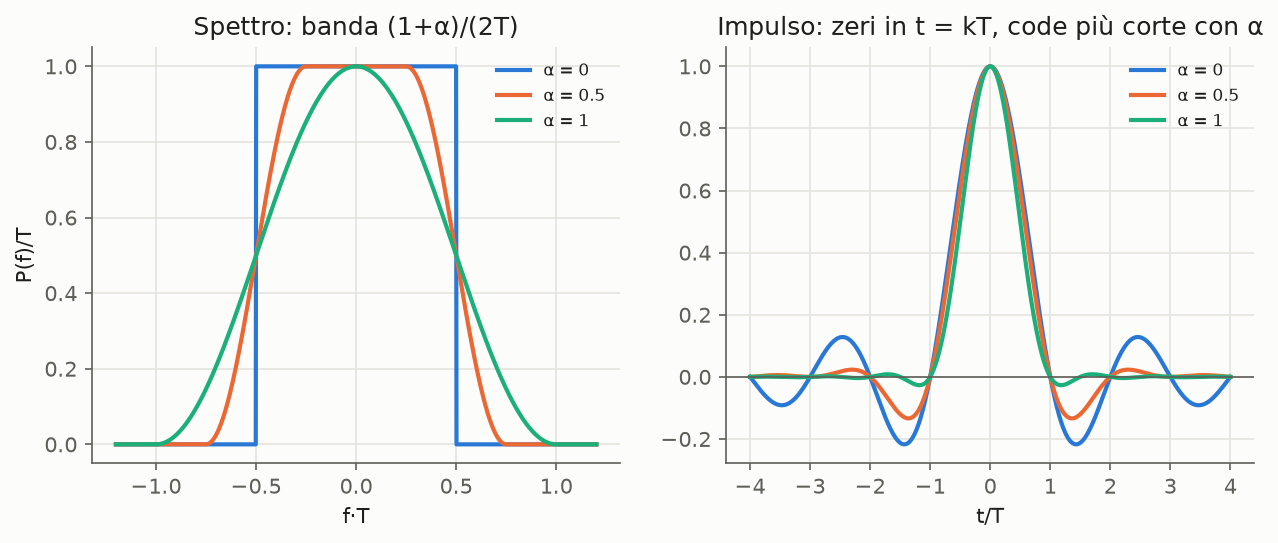 Spettro: banda (1+α)/(2T)
P(f)/T
1.0
0.8
0.6
0.4
0.2
0.0
α = 0
α = 0.5
α = 1
−1.0 −0.5 0.0 0.5 1.0
f·T
Impulso: zeri in t = kT, code più corte con α
1.0
0.8
0.6
0.4
0.2
0.0
−0.2
α = 0
α = 0.5
α = 1
−4 −3 −2 −1 0 1 2 3 4
t/T